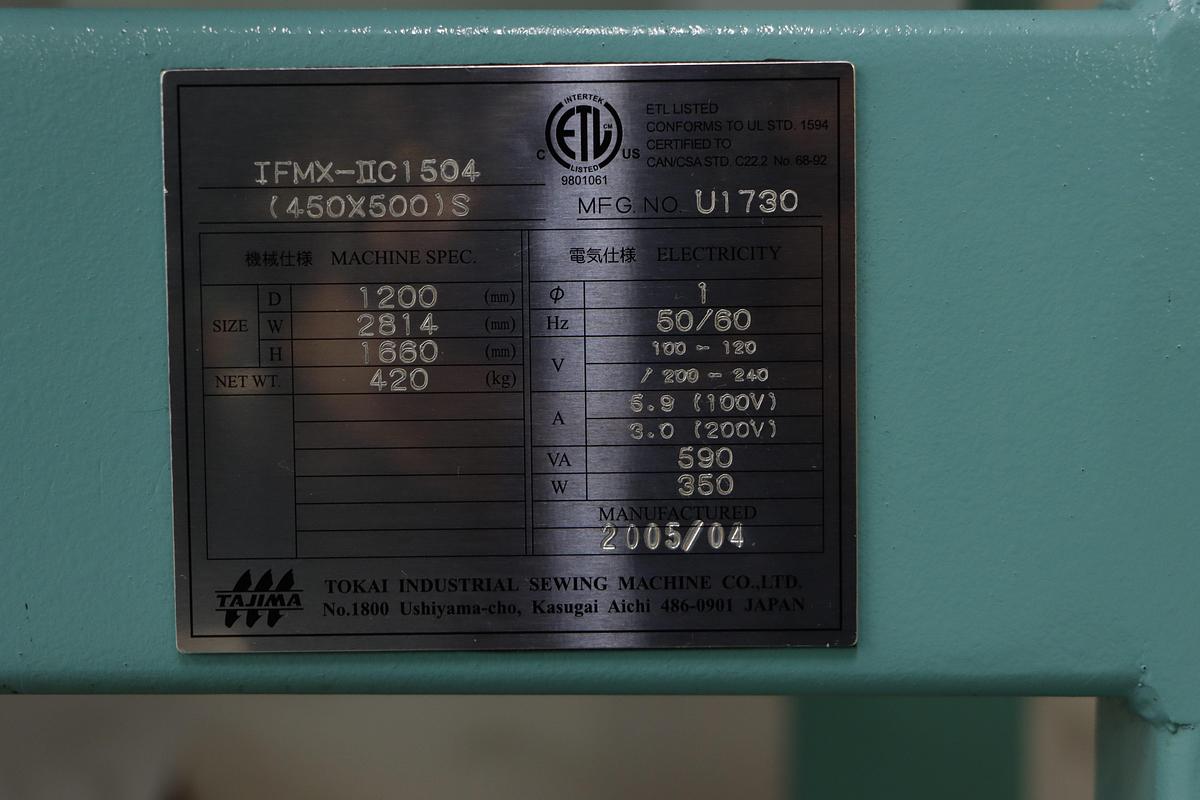 INTERTEK
ETL CM
LISTED
C US
9801061
ETL LISTED
CONFORMS TO UL STD. 1594
CERTIFIED TO
CAN/CSA STD. C22.2 No. 68-92
IFMX-ⅡC1504
(450X500)S
MFG. NO. U1730
機械仕様 MACHINE SPEC.
SIZE
D 1200 (mm)
W 2814 (mm)
H 1660 (mm)
NET WT. 420 (kg)
電気仕様 ELECTRICITY
Φ 1
Hz 50/60
V 100 - 120
/ 200 - 240
A 5.9 (100V)
3.0 (200V)
VA 590
W 350
MANUFACTURED
2005/04
TAJIMA
TOKAI INDUSTRIAL SEWING MACHINE CO.,LTD.
No.1800 Ushiyama-cho, Kasugai Aichi 486-0901 JAPAN